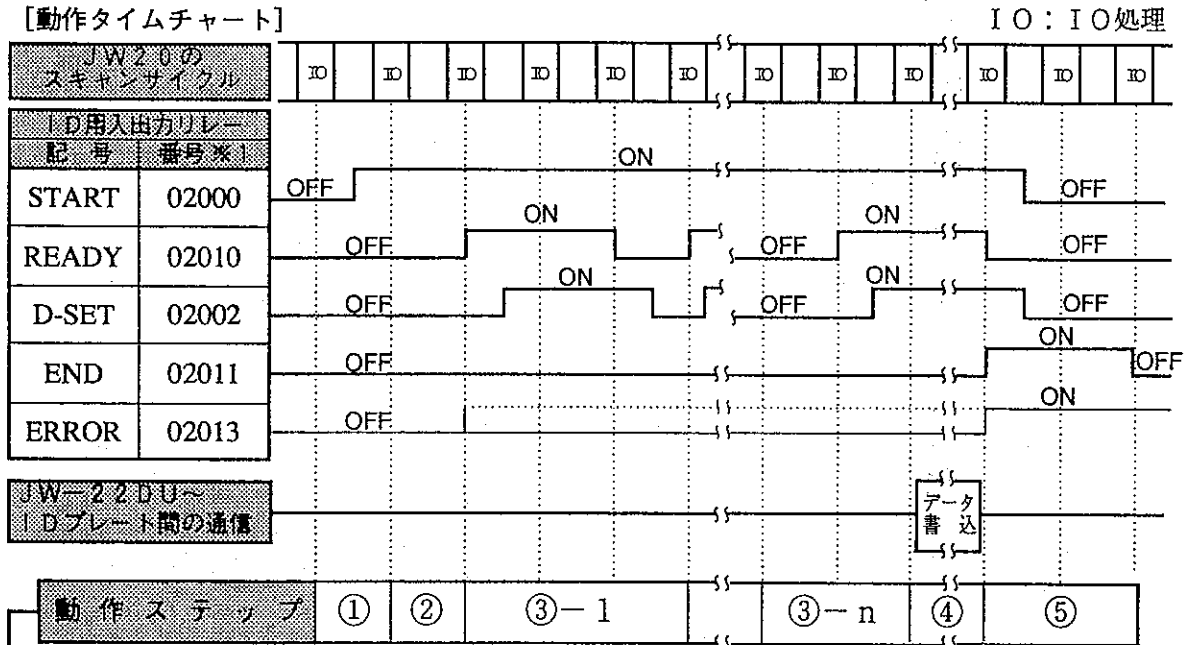 [動作タイムチャート]
IO:IO処理
JW20の
スキャンサイクル
IO IO IO IO IO IO IO IO IO IO IO IO
ID用入出力リレー
記号 番号※1
START 02000 OFF ON OFF
READY 02010 OFF ON OFF ON OFF
D-SET 02002 OFF ON OFF ON OFF
END 02011 OFF ON OFF
ERROR 02013 OFF ON
JW-22DU~
IDプレート間の通信
データ
書込
動作ステップ ① ② ③-1 ③-n ④ ⑤